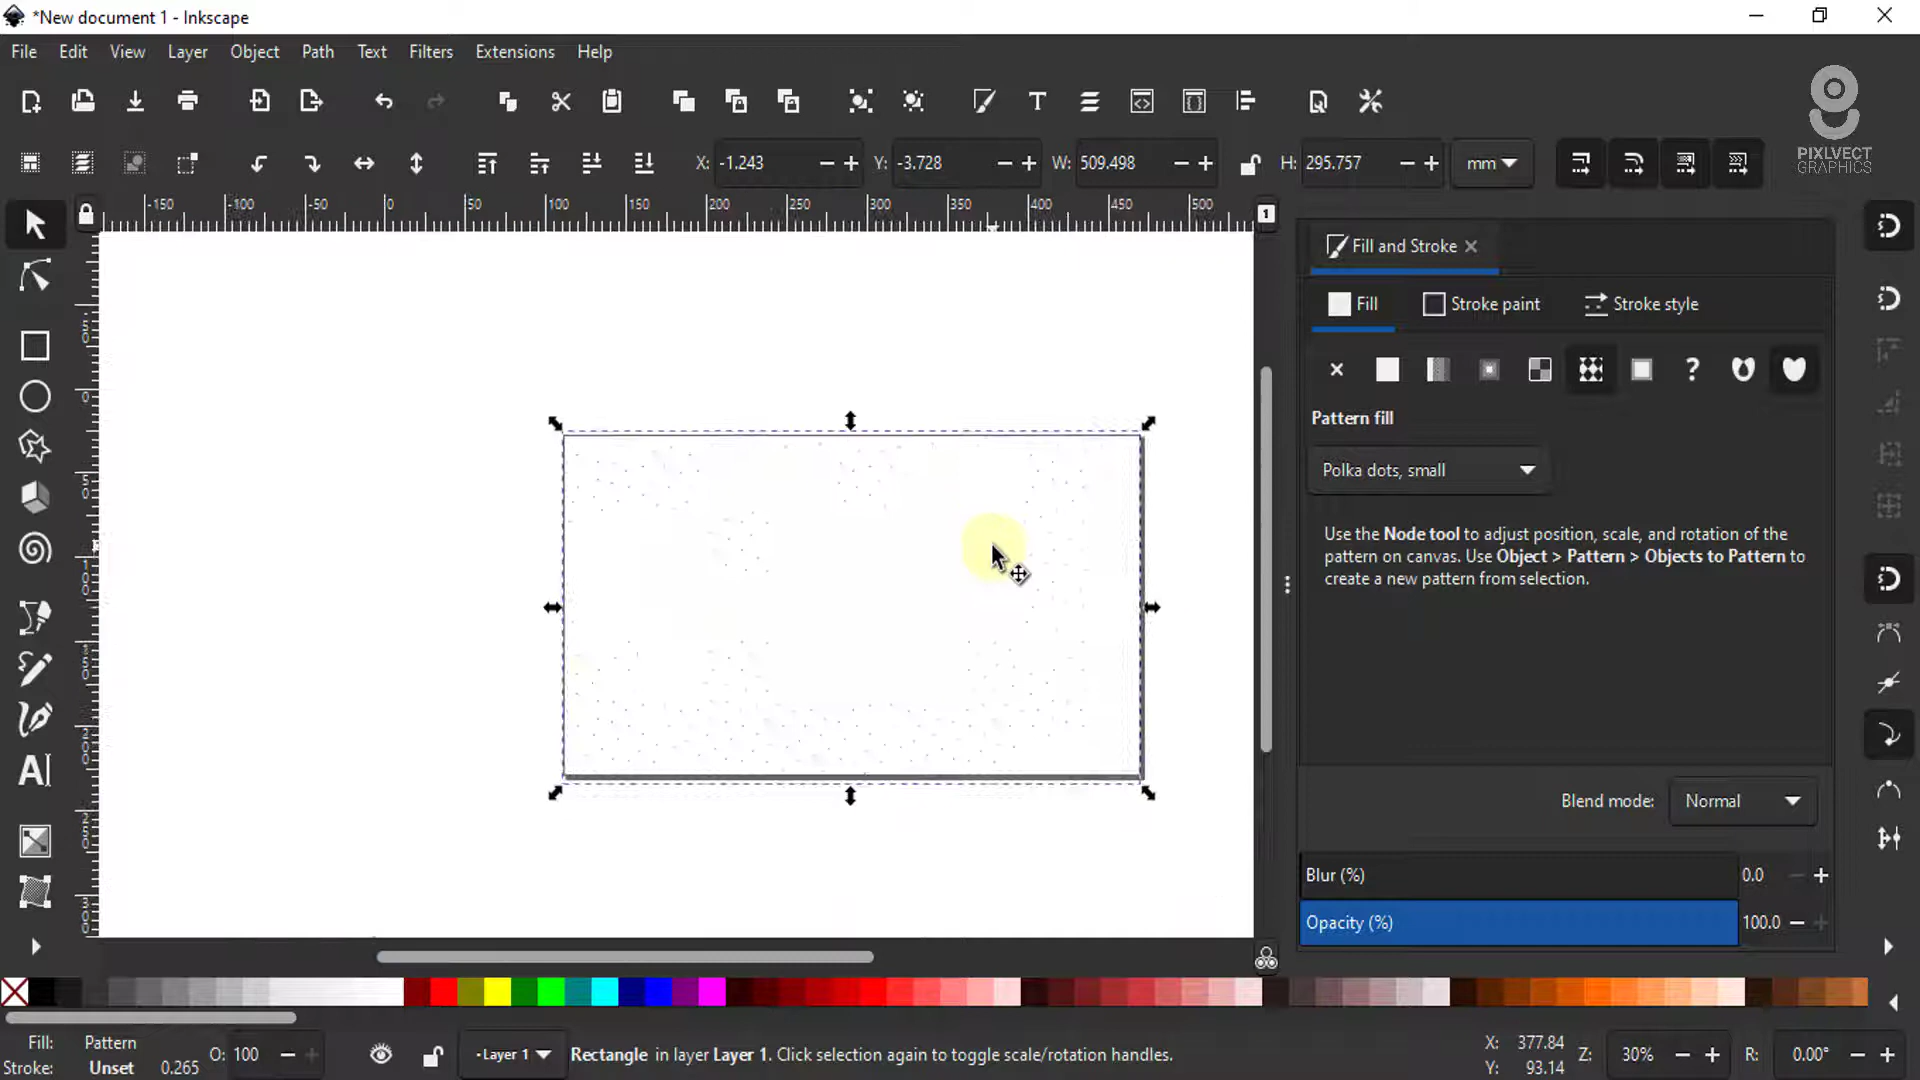 *New document 1 - Inkscape
File Edit View Layer Object Path Text Filters Extensions Help
PIXLVECT
GRAPHICS
X: -1.243 Y: -3.728 W: 509.498 H: 295.757 mm
-150 -100 -50 0 50 100 150 200 250 300 350 400 450 500
1
Fill and Stroke
Fill Stroke paint Stroke style
Pattern fill
Polka dots, small
Use the Node tool to adjust position, scale, and rotation of the
pattern on canvas. Use Object > Pattern > Objects to Pattern to
create a new pattern from selection.
Blend mode: Normal
Blur (%) 0.0
Opacity (%) 100.0
Fill: Pattern O: 100 Layer 1 Rectangle in layer Layer 1. Click selection again to toggle scale/rotation handles. X: 377.84 Z: 30% R: 0.00°
Stroke: Unset 0.265 Y: 93.14